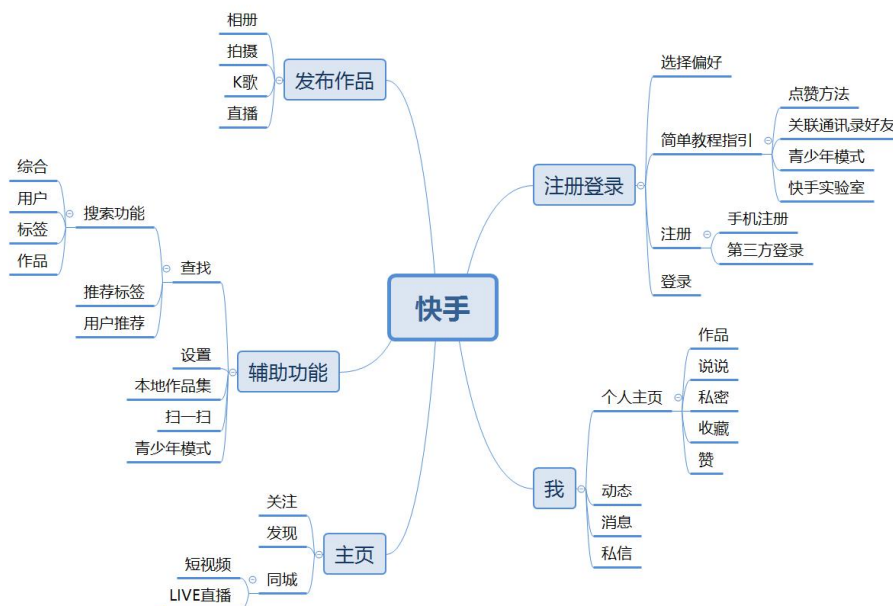 快手
注册登录
选择偏好
简单教程指引
点赞方法
关联通讯录好友
青少年模式
快手实验室
注册
手机注册
第三方登录
登录
我
个人主页
作品
说说
私密
收藏
赞
动态
消息
私信
发布作品
相册
拍摄
K歌
直播
辅助功能
查找
搜索功能
综合
用户
标签
作品
推荐标签
用户推荐
设置
本地作品集
扫一扫
青少年模式
主页
关注
发现
同城
短视频
LIVE直播